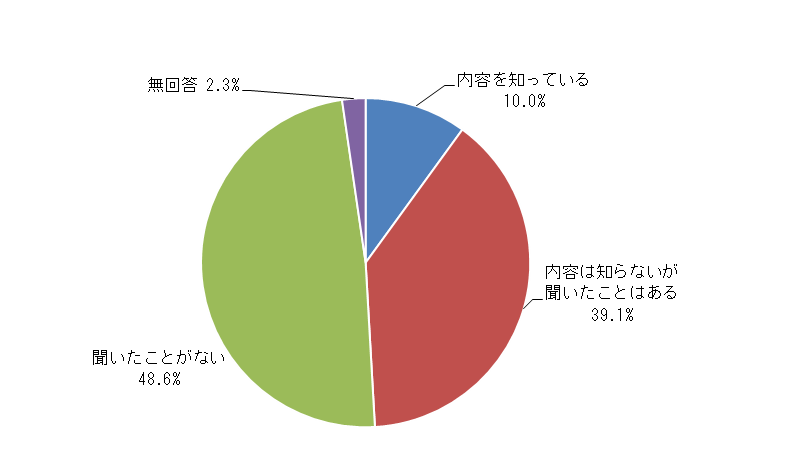 無回答 2.3%
内容を知っている
10.0%
内容は知らないが
聞いたことはある
39.1%
聞いたことがない
48.6%